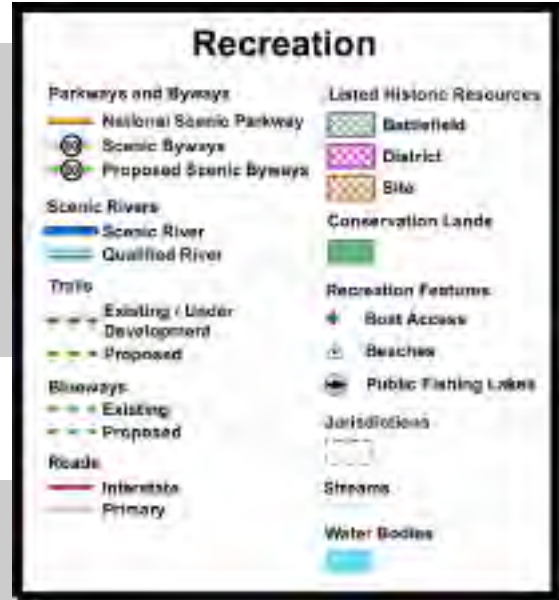 Recreation
Parkways and Byways
National Scenic Parkway
Scenic Byways
Proposed Scenic Byways
Scenic Rivers
Scenic River
Qualified River
Trails
Existing / Under
Development
Proposed
Blueways
Existing
Proposed
Roads
Interstate
Primary
Listed Historic Resources
Battlefield
District
Site
Conservation Lands
Recreation Features
Boat Access
Beaches
Public Fishing Lakes
Jurisdictions
Streams
Water Bodies